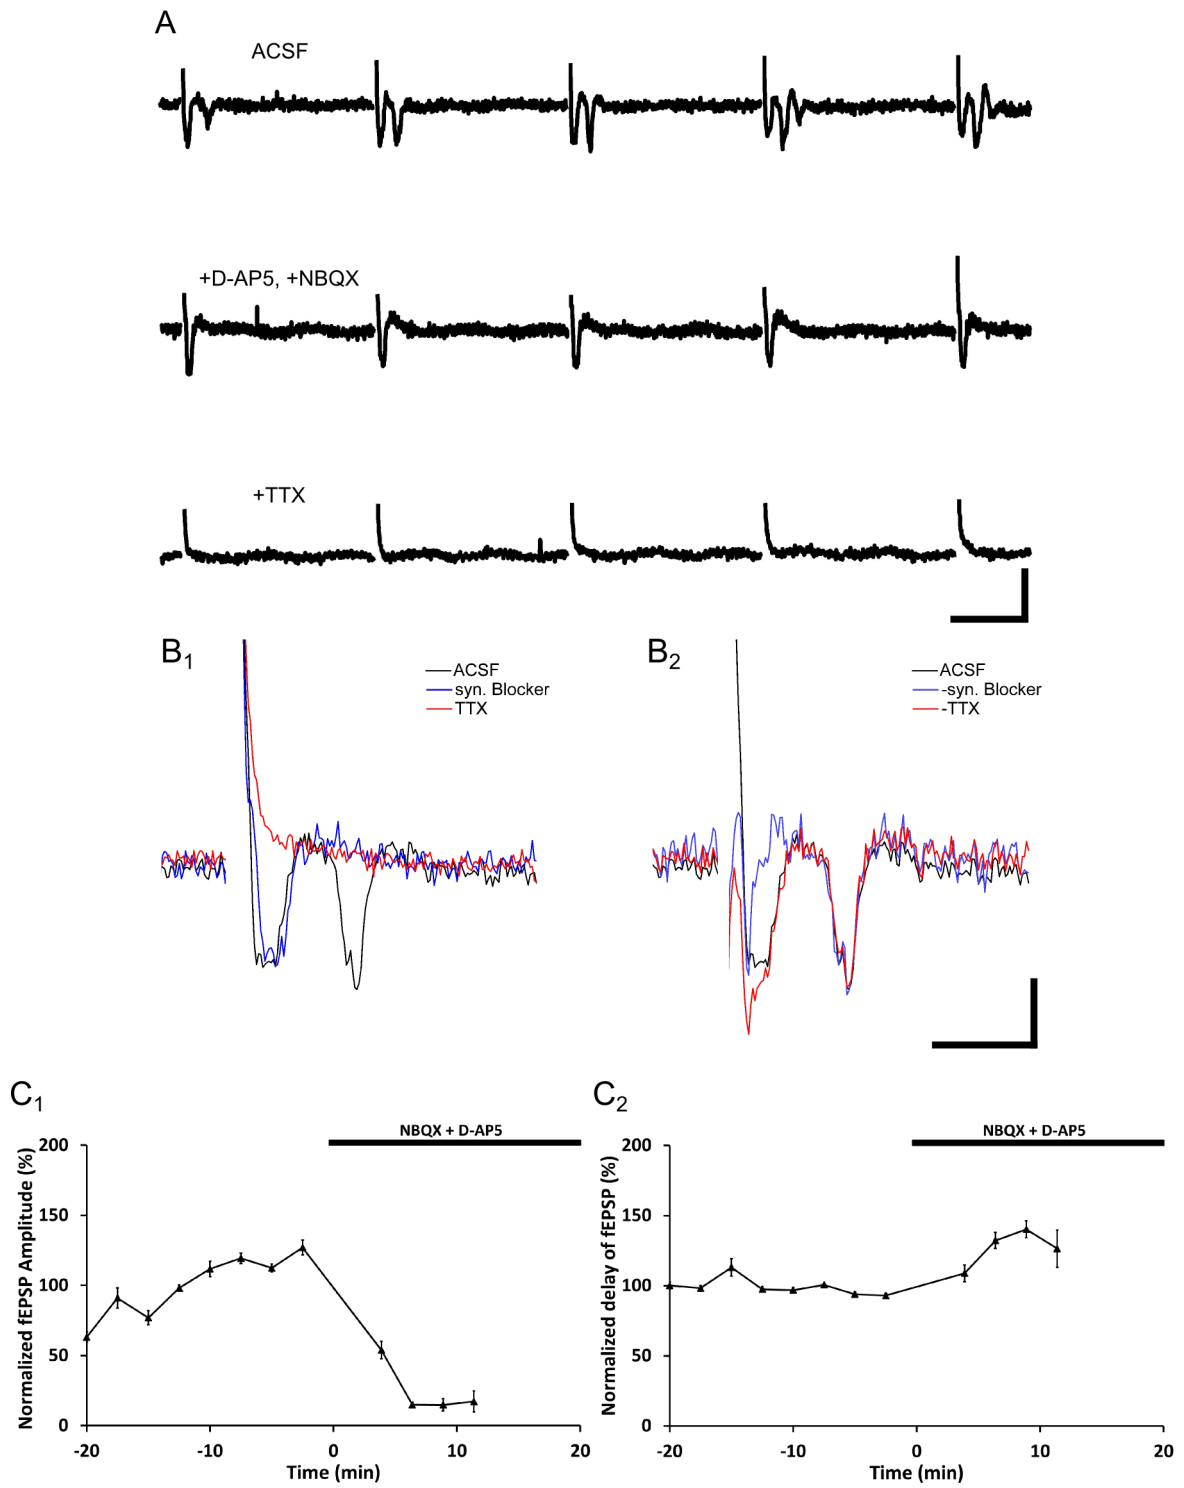 A
ACSF
+D-AP5, +NBQX
+TTX
B1
ACSF
syn. Blocker
TTX
B2
ACSF
-syn. Blocker
-TTX
C1
NBQX + D-AP5
Normalized fEPSP Amplitude (%)
200
150
100
50
0
-20 -10 0 10 20
Time (min)
C2
NBQX + D-AP5
Normalized delay of fEPSP (%)
200
150
100
50
0
-20 -10 0 10 20
Time (min)